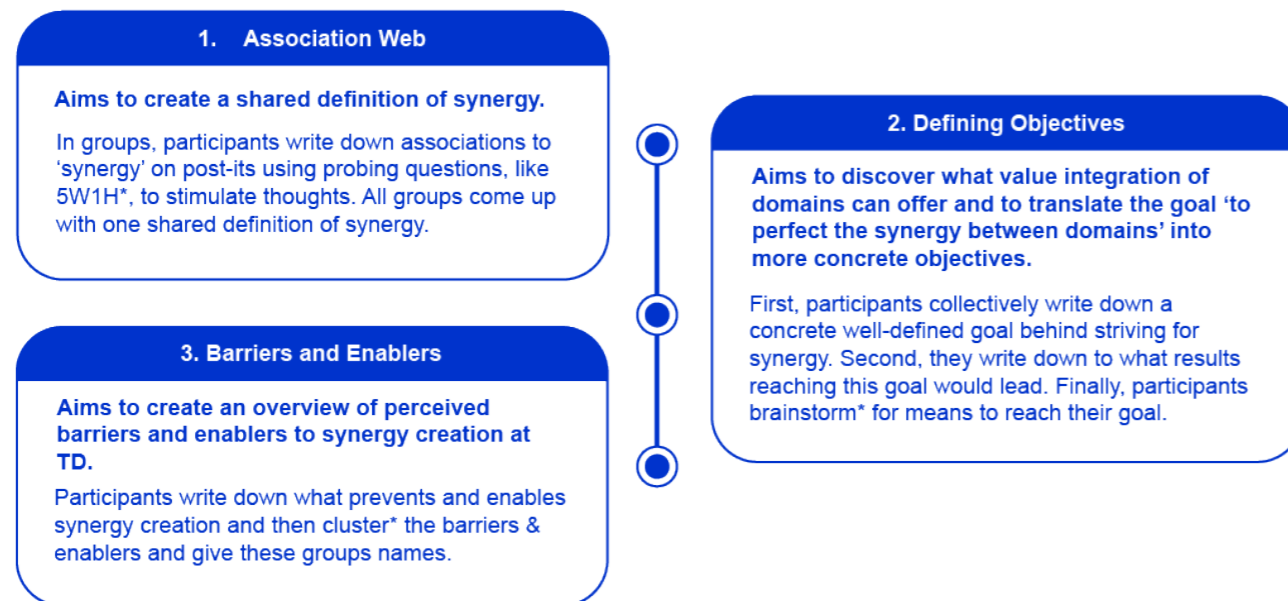 1. Association Web
Aims to create a shared definition of synergy.
In groups, participants write down associations to
‘synergy’ on post-its using probing questions, like
5W1H*, to stimulate thoughts. All groups come up
with one shared definition of synergy.
2. Defining Objectives
Aims to discover what value integration of
domains can offer and to translate the goal ‘to
perfect the synergy between domains’ into
more concrete objectives.
First, participants collectively write down a
concrete well-defined goal behind striving for
synergy. Second, they write down to what results
reaching this goal would lead. Finally, participants
brainstorm* for means to reach their goal.
3. Barriers and Enablers
Aims to create an overview of perceived
barriers and enablers to synergy creation at
TD.
Participants write down what prevents and enables
synergy creation and then cluster* the barriers &
enablers and give these groups names.